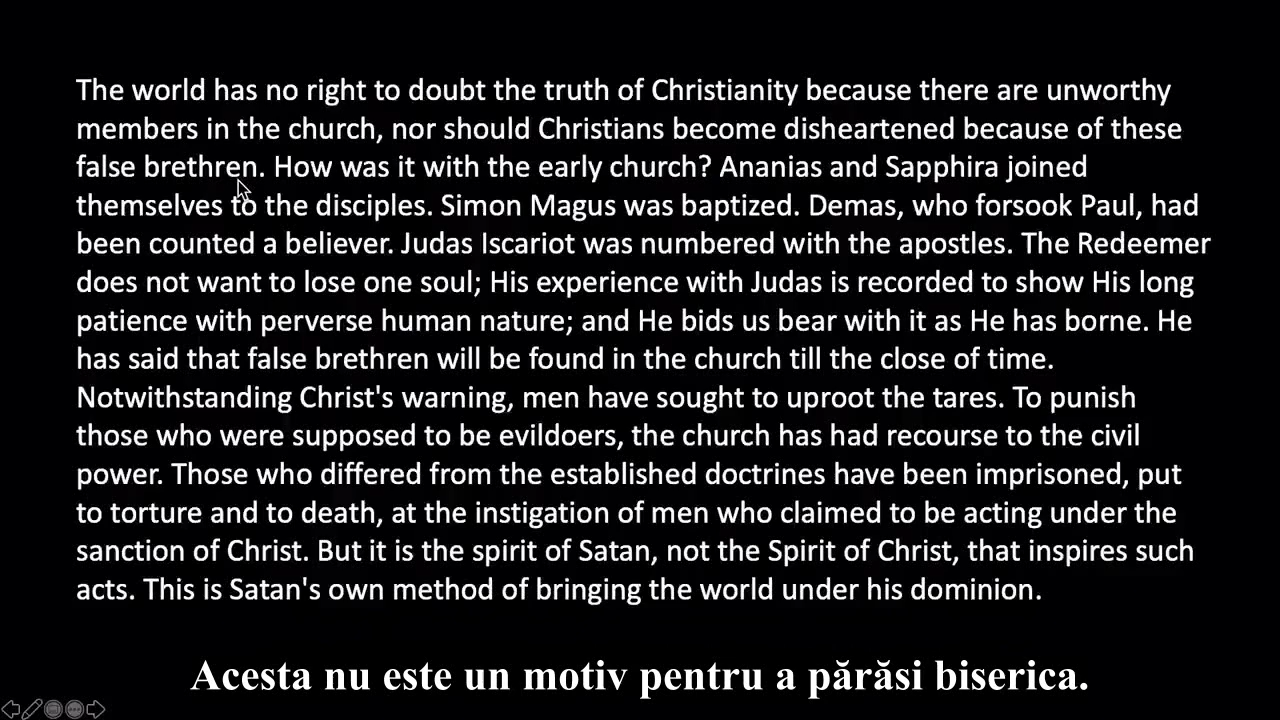 The world has no right to doubt the truth of Christianity because there are unworthy
members in the church, nor should Christians become disheartened because of these
false brethren. How was it with the early church? Ananias and Sapphira joined
themselves to the disciples. Simon Magus was baptized. Demas, who forsook Paul, had
been counted a believer. Judas Iscariot was numbered with the apostles. The Redeemer
does not want to lose one soul; His experience with Judas is recorded to show His long
patience with perverse human nature; and He bids us bear with it as He has borne. He
has said that false brethren will be found in the church till the close of time.
Notwithstanding Christ's warning, men have sought to uproot the tares. To punish
those who were supposed to be evildoers, the church has had recourse to the civil
power. Those who differed from the established doctrines have been imprisoned, put
to torture and to death, at the instigation of men who claimed to be acting under the
sanction of Christ. But it is the spirit of Satan, not the Spirit of Christ, that inspires such
acts. This is Satan's own method of bringing the world under his dominion.
Acesta nu este un motiv pentru a părăsi biserica.